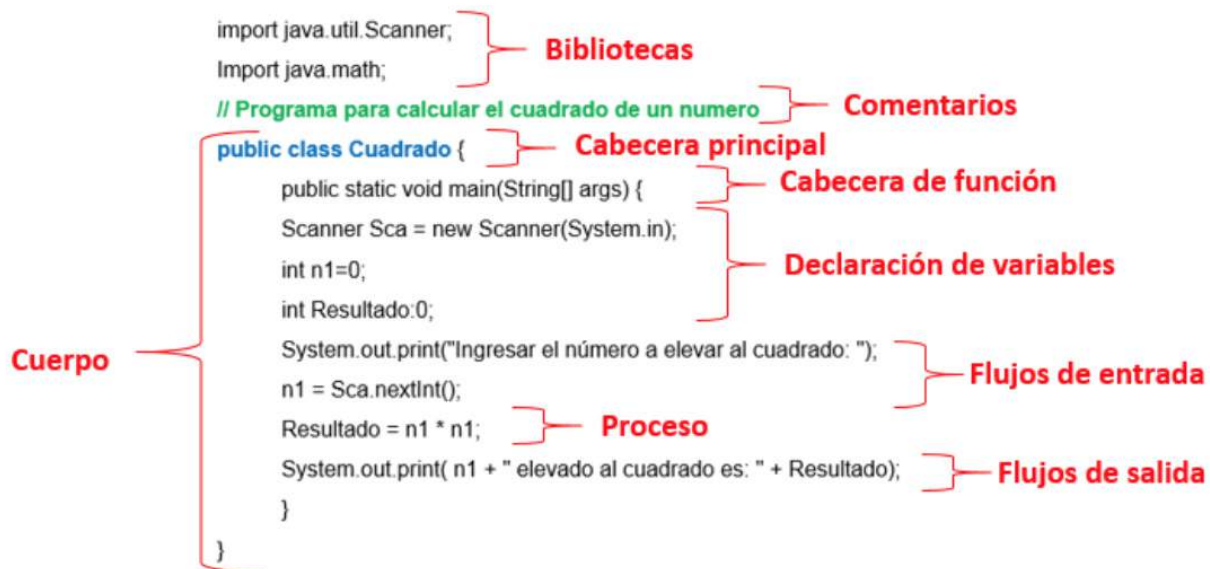 import java.util.Scanner;
Import java.math;
Bibliotecas
// Programa para calcular el cuadrado de un numero
Comentarios
public class Cuadrado {
Cabecera principal
public static void main(String[] args) {
Cabecera de función
Scanner Sca = new Scanner(System.in);
int n1=0;
int Resultado:0;
Declaración de variables
Cuerpo
System.out.print("Ingresar el número a elevar al cuadrado: ");
n1 = Sca.nextInt();
Flujos de entrada
Resultado = n1 * n1;
Proceso
System.out.print( n1 + " elevado al cuadrado es: " + Resultado);
Flujos de salida
}
}